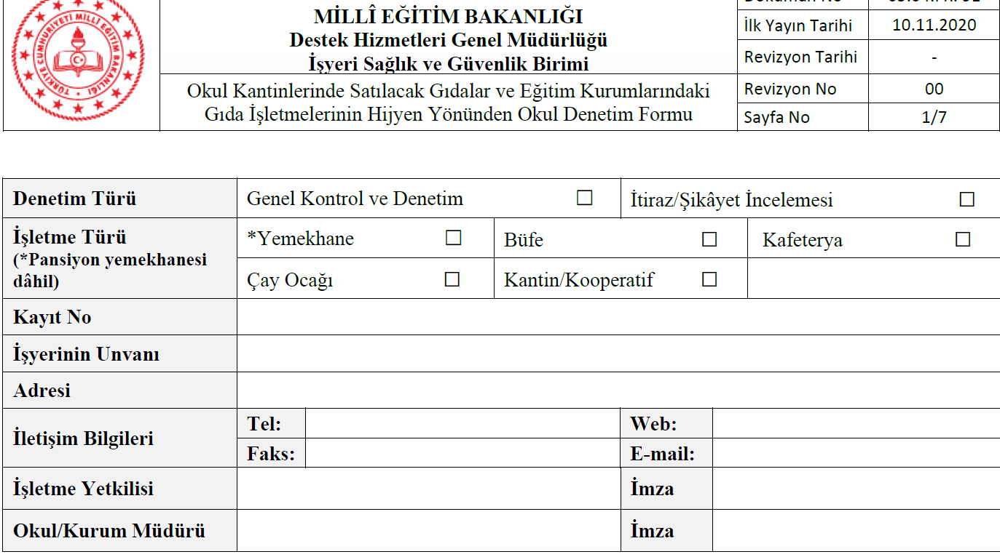 TÜRKİYE CUMHURİYETİ MİLLÎ EĞİTİM BAKANLIĞI
MİLLÎ EĞİTİM BAKANLIĞI
Destek Hizmetleri Genel Müdürlüğü
İşyeri Sağlık ve Güvenlik Birimi
Okul Kantinlerinde Satılacak Gıdalar ve Eğitim Kurumlarındaki
Gıda İşletmelerinin Hijyen Yönünden Okul Denetim Formu
İlk Yayın Tarihi 10.11.2020
Revizyon Tarihi -
Revizyon No 00
Sayfa No 1/7
Denetim Türü Genel Kontrol ve Denetim ☐ İtiraz/Şikâyet İncelemesi ☐
İşletme Türü
(*Pansiyon yemekhanesi
dâhil)
*Yemekhane ☐ Büfe ☐ Kafeterya ☐
Çay Ocağı ☐ Kantin/Kooperatif ☐
Kayıt No
İşyerinin Unvanı
Adresi
İletişim Bilgileri
Tel: Web:
Faks: E-mail:
İşletme Yetkilisi İmza
Okul/Kurum Müdürü İmza